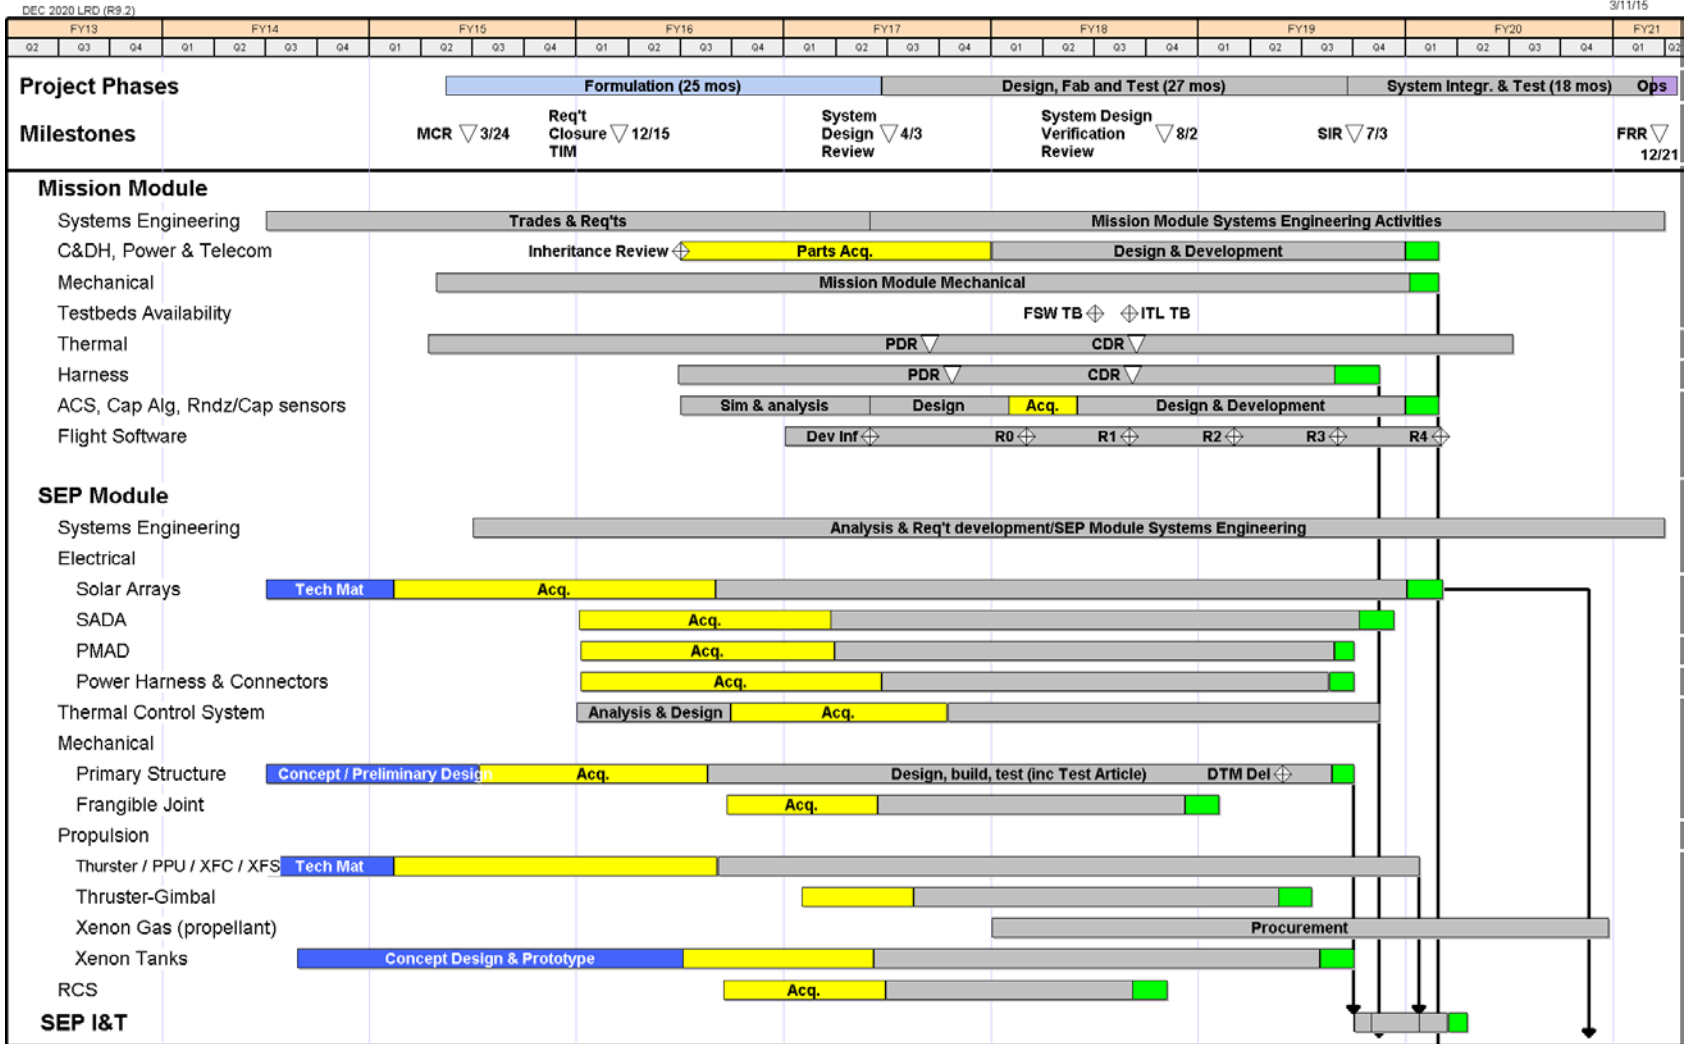 DEC 2020 LRD (R9.2)
3/11/15
FY13 FY14 FY15 FY16 FY17 FY18 FY19 FY20 FY21
Q2 Q3 Q4 Q1 Q2 Q3 Q4 Q1 Q2 Q3 Q4 Q1 Q2 Q3 Q4 Q1 Q2 Q3 Q4 Q1 Q2 Q3 Q4 Q1 Q2 Q3 Q4 Q1 Q2 Q3 Q4 Q1 Q2
Project Phases Formulation (25 mos) Design, Fab and Test (27 mos) System Integr. & Test (18 mos) Ops
Milestones MCR 3/24
Req't
Closure 12/15
TIM
System
Design 4/3
Review
System Design
Verification 8/2
Review
SIR 7/3
FRR
12/21
Mission Module
Systems Engineering Trades & Req'ts Mission Module Systems Engineering Activities
C&DH, Power & Telecom Inheritance Review Parts Acq. Design & Development
Mechanical Mission Module Mechanical
Testbeds Availability FSW TB ITL TB
Thermal PDR CDR
Harness PDR CDR
ACS, Cap Alg, Rndz/Cap sensors Sim & analysis Design Acq. Design & Development
Flight Software Dev Inf R0 R1 R2 R3 R4
SEP Module
Systems Engineering Analysis & Req't development/SEP Module Systems Engineering
Electrical
Solar Arrays Tech Mat Acq.
SADA Acq.
PMAD Acq.
Power Harness & Connectors Acq.
Thermal Control System Analysis & Design Acq.
Mechanical
Primary Structure Concept / Preliminary Design Acq. Design, build, test (inc Test Article) DTM Del
Frangible Joint Acq.
Propulsion
Thurster / PPU / XFC / XFS Tech Mat
Thruster-Gimbal
Xenon Gas (propellant) Procurement
Xenon Tanks Concept Design & Prototype
RCS Acq.
SEP I&T